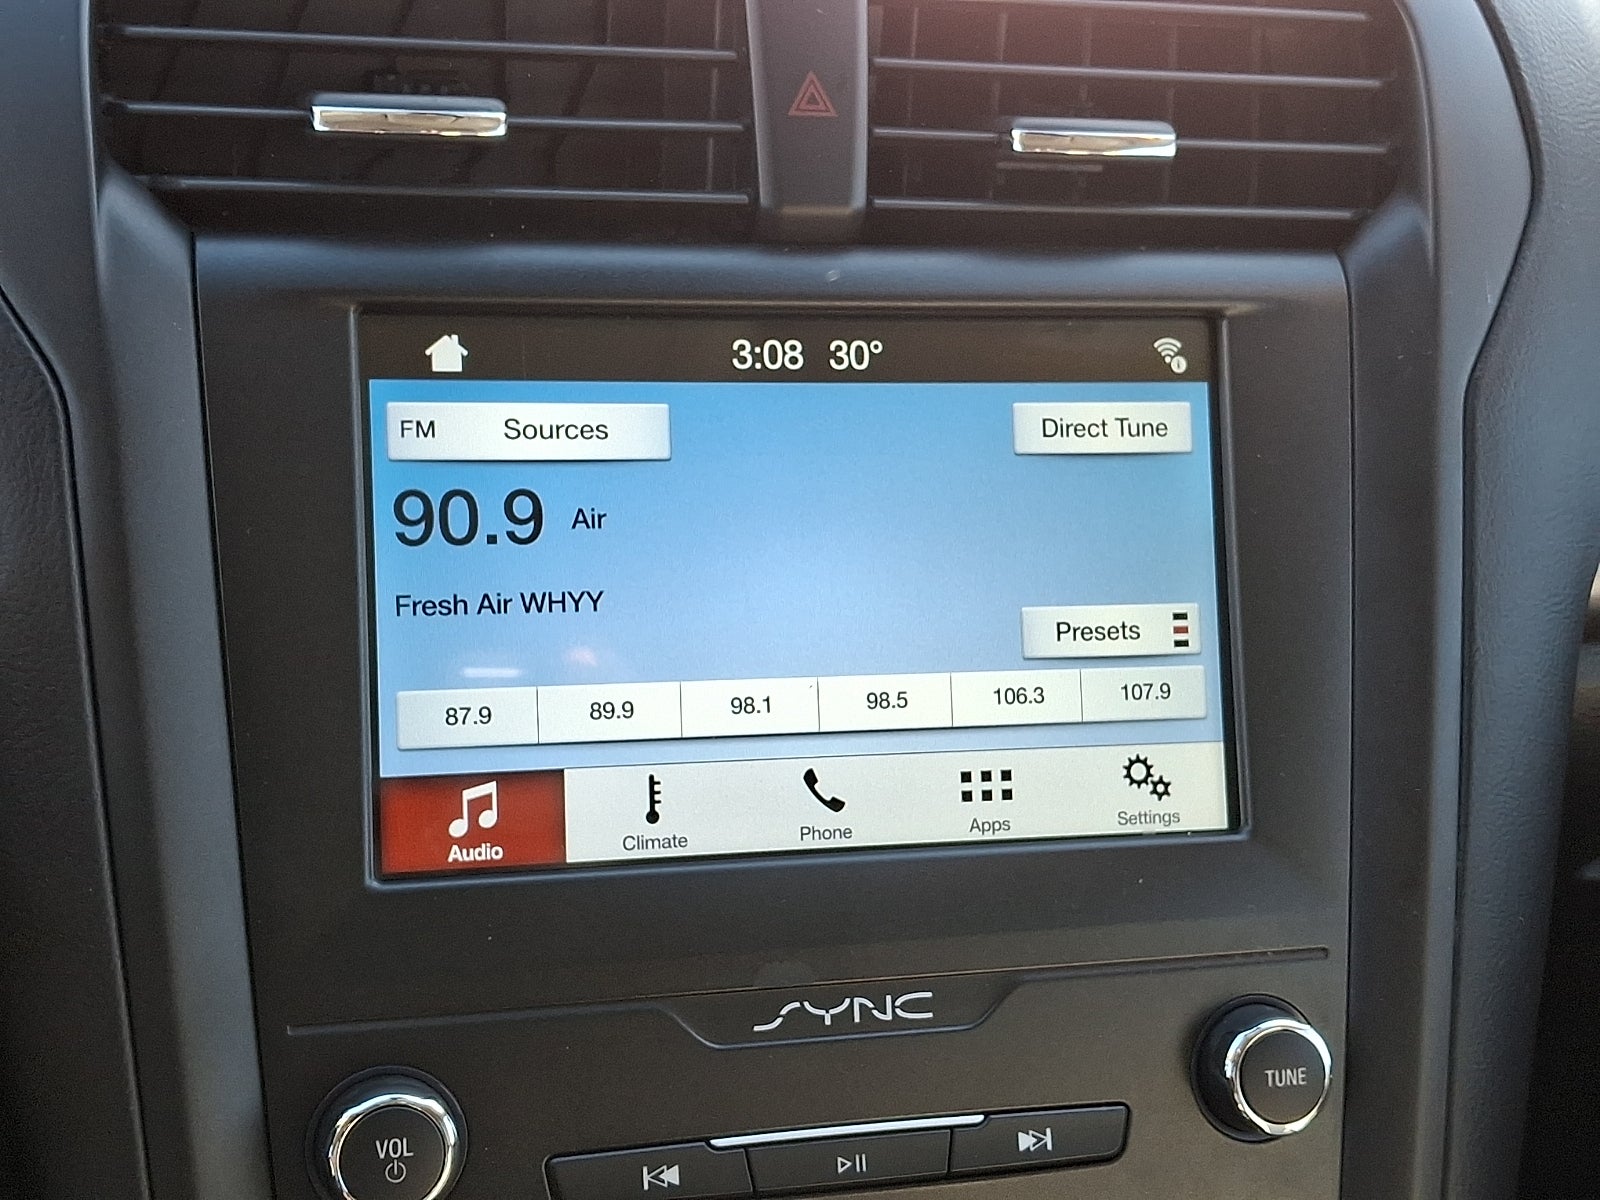 3:08 30°
FM Sources Direct Tune
90.9 Air
Fresh Air WHYY
Presets
87.9 89.9 98.1 98.5 106.3 107.9
Audio Climate Phone Apps Settings
SYNC
VOL TUNE